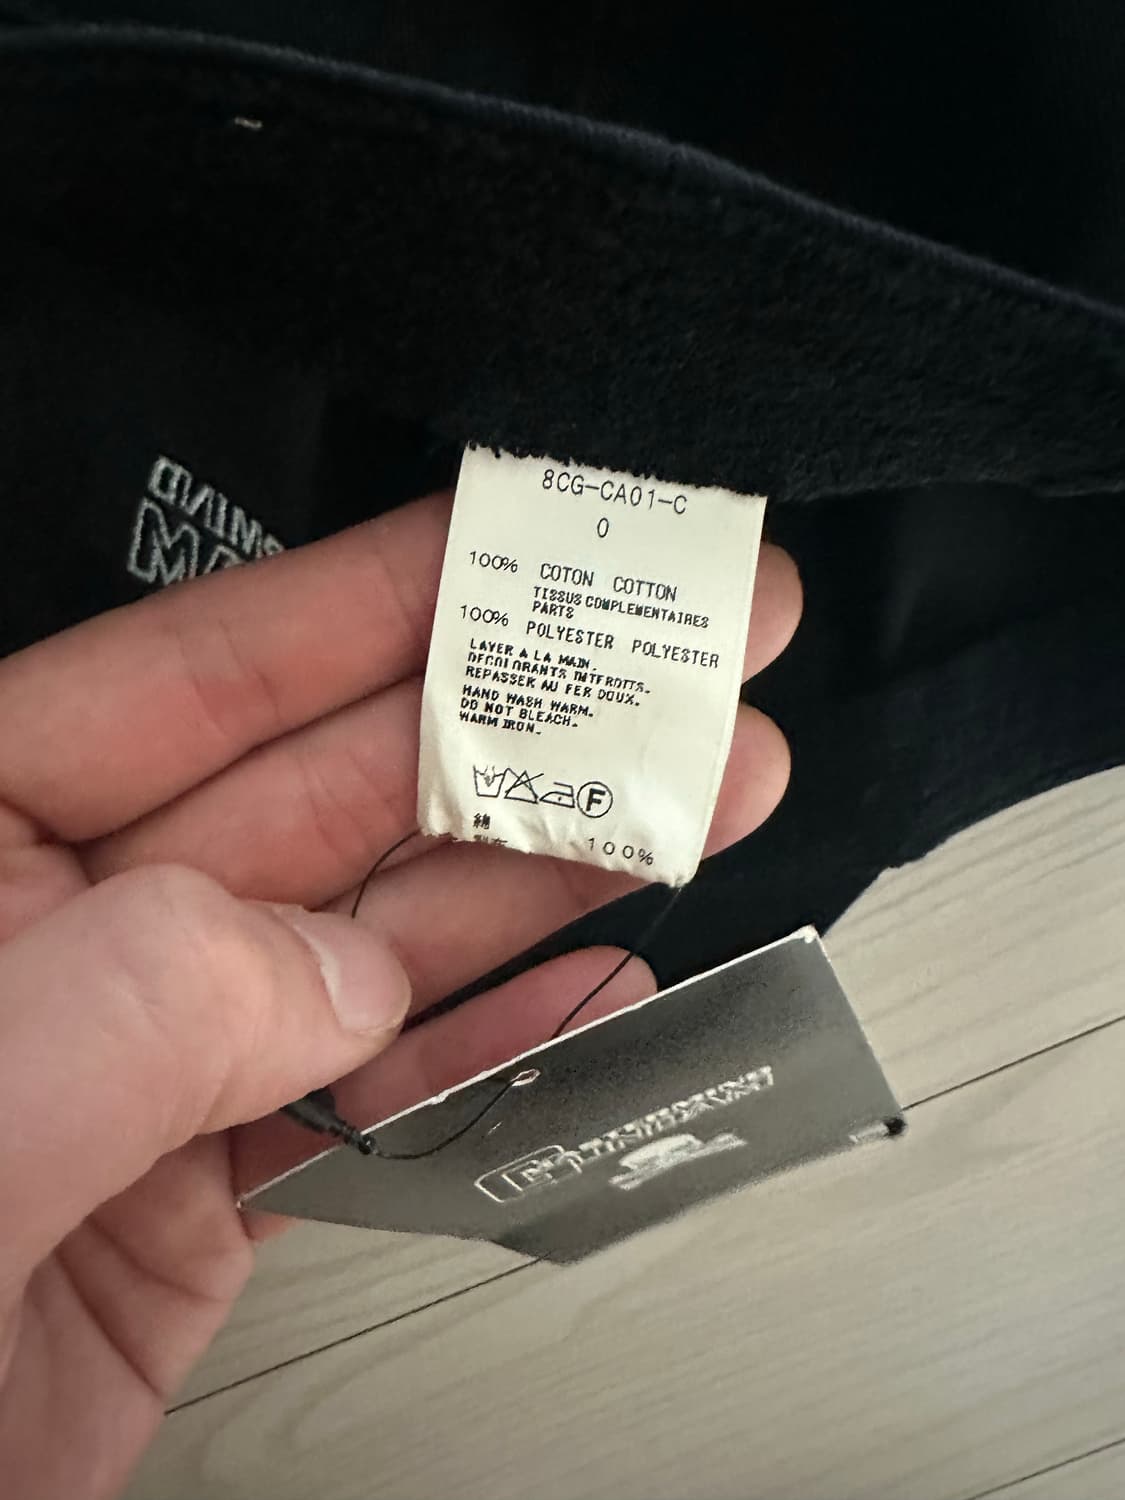 8CG-CA01-C
0
100% COTON COTTON
TISSUS COMPLEMENTAIRES
PARTS
100% POLYESTER POLYESTER
LAVER A LA MAIN.
DECOLORANTS INTERDITS.
REPASSER AU FER DOUX.
HAND WASH WARM.
DO NOT BLEACH.
WARM IRON.
F
綿 100%